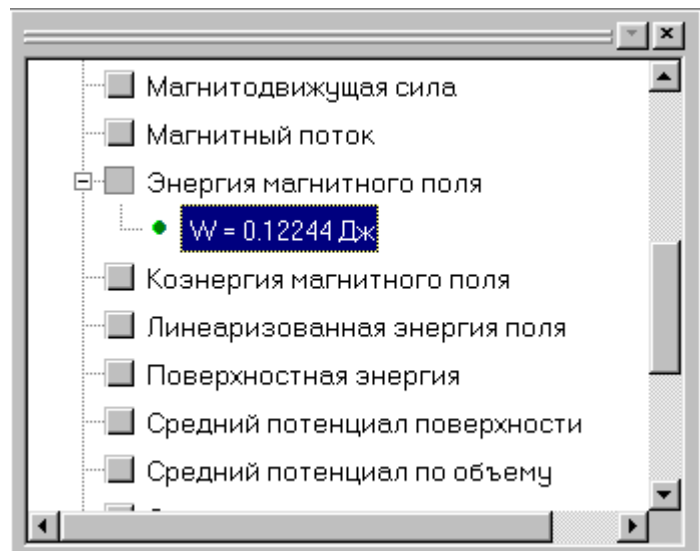 Магнитодвижущая сила
Магнитный поток
Энергия магнитного поля
W = 0.12244 Дж
Коэнергия магнитного поля
Линеаризованная энергия поля
Поверхностная энергия
Средний потенциал поверхности
Средний потенциал по объему